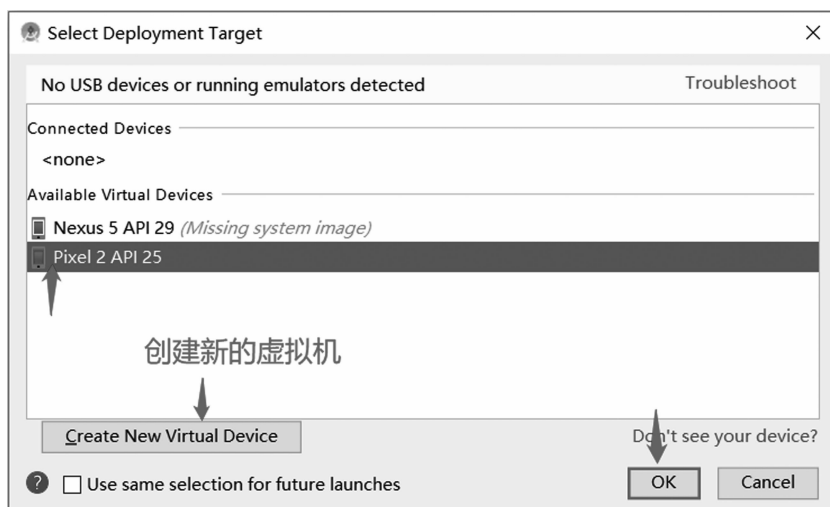 Select Deployment Target
No USB devices or running emulators detected Troubleshoot
Connected Devices
<none>
Available Virtual Devices
Nexus 5 API 29 (Missing system image)
Pixel 2 API 25
创建新的虚拟机
Create New Virtual Device
Don't see your device?
? Use same selection for future launches
OK Cancel